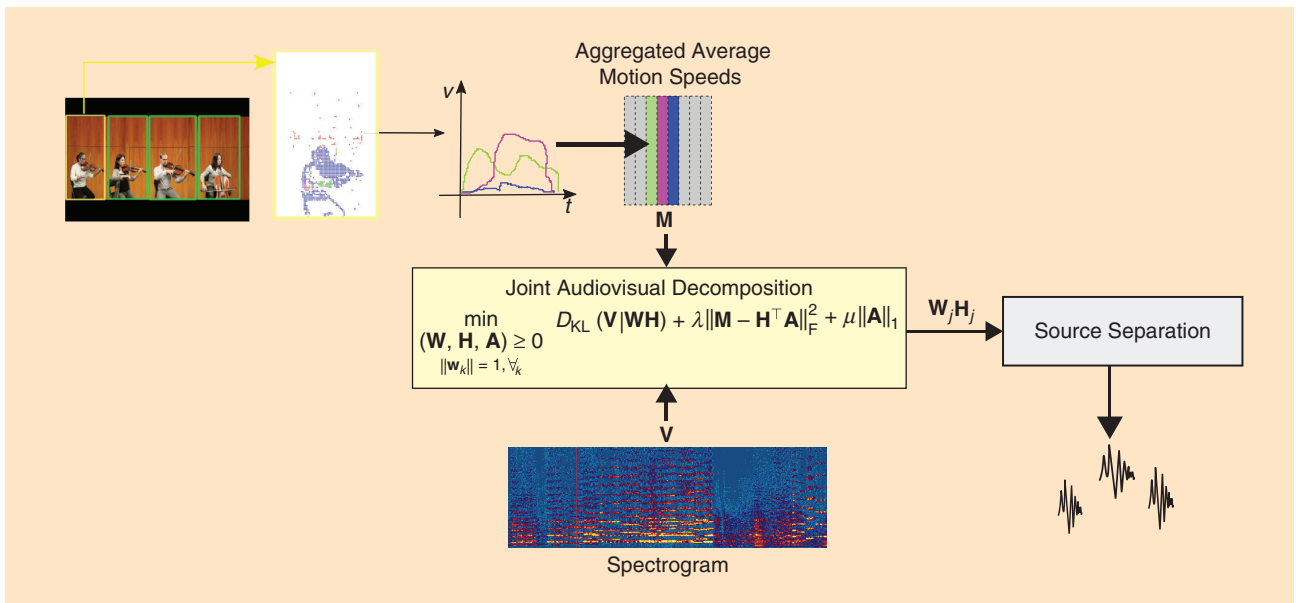 Aggregated Average
Motion Speeds
v
t
M
Joint Audiovisual Decomposition
min D_KL (V|WH) + λ‖M − H^⊤A‖_F^2 + μ‖A‖_1
(W, H, A) ≥ 0
‖w_k‖ = 1, ∀_k
W_jH_j
Source Separation
V
Spectrogram